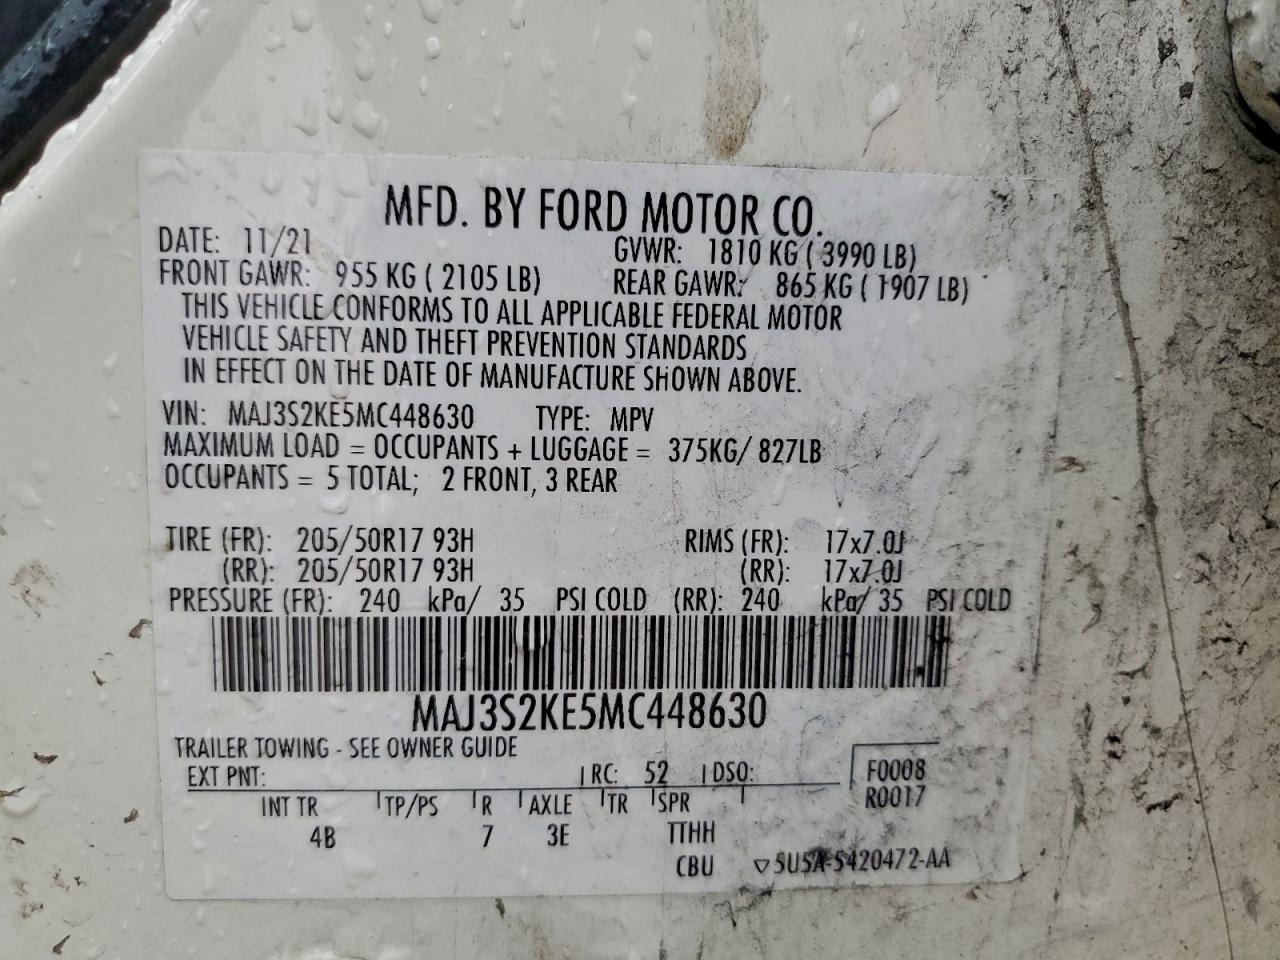 MFD. BY FORD MOTOR CO.
DATE: 11/21 GVWR: 1810 KG ( 3990 LB)
FRONT GAWR: 955 KG ( 2105 LB) REAR GAWR: 865 KG ( 1907 LB)
THIS VEHICLE CONFORMS TO ALL APPLICABLE FEDERAL MOTOR
VEHICLE SAFETY AND THEFT PREVENTION STANDARDS
IN EFFECT ON THE DATE OF MANUFACTURE SHOWN ABOVE.
VIN: MAJ3S2KE5MC448630 TYPE: MPV
MAXIMUM LOAD = OCCUPANTS + LUGGAGE = 375KG/ 827LB
OCCUPANTS = 5 TOTAL; 2 FRONT, 3 REAR
TIRE (FR): 205/50R17 93H RIMS (FR): 17x7.0J
(RR): 205/50R17 93H (RR): 17x7.0J
PRESSURE (FR): 240 kPa/ 35 PSI COLD (RR): 240 kPa/ 35 PSI COLD
MAJ3S2KE5MC448630
TRAILER TOWING - SEE OWNER GUIDE
EXT PNT: RC: 52 DSO: F0008
INT TR TP/PS R AXLE TR SPR R0017
4B 7 3E TTHH
CBU ▽5U5A-5420472-AA